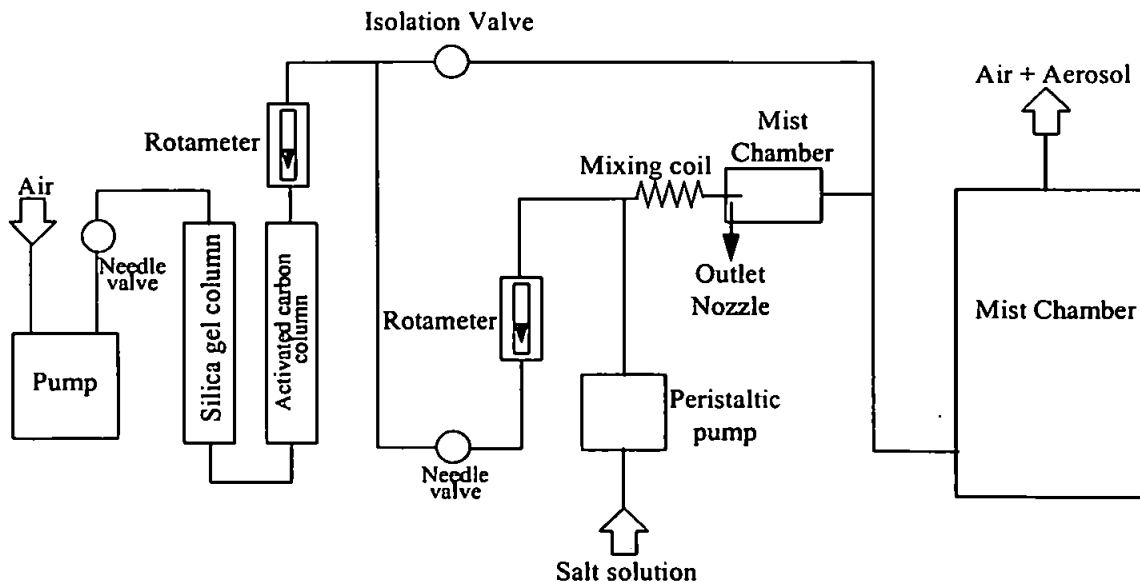 Isolation Valve
Air + Aerosol
Rotameter
Mist
Chamber
Mixing coil
Air
Needle
valve
Silica gel column
Activated carbon
column
Outlet
Nozzle
Rotameter
Mist Chamber
Pump
Peristaltic
pump
Needle
valve
Salt solution